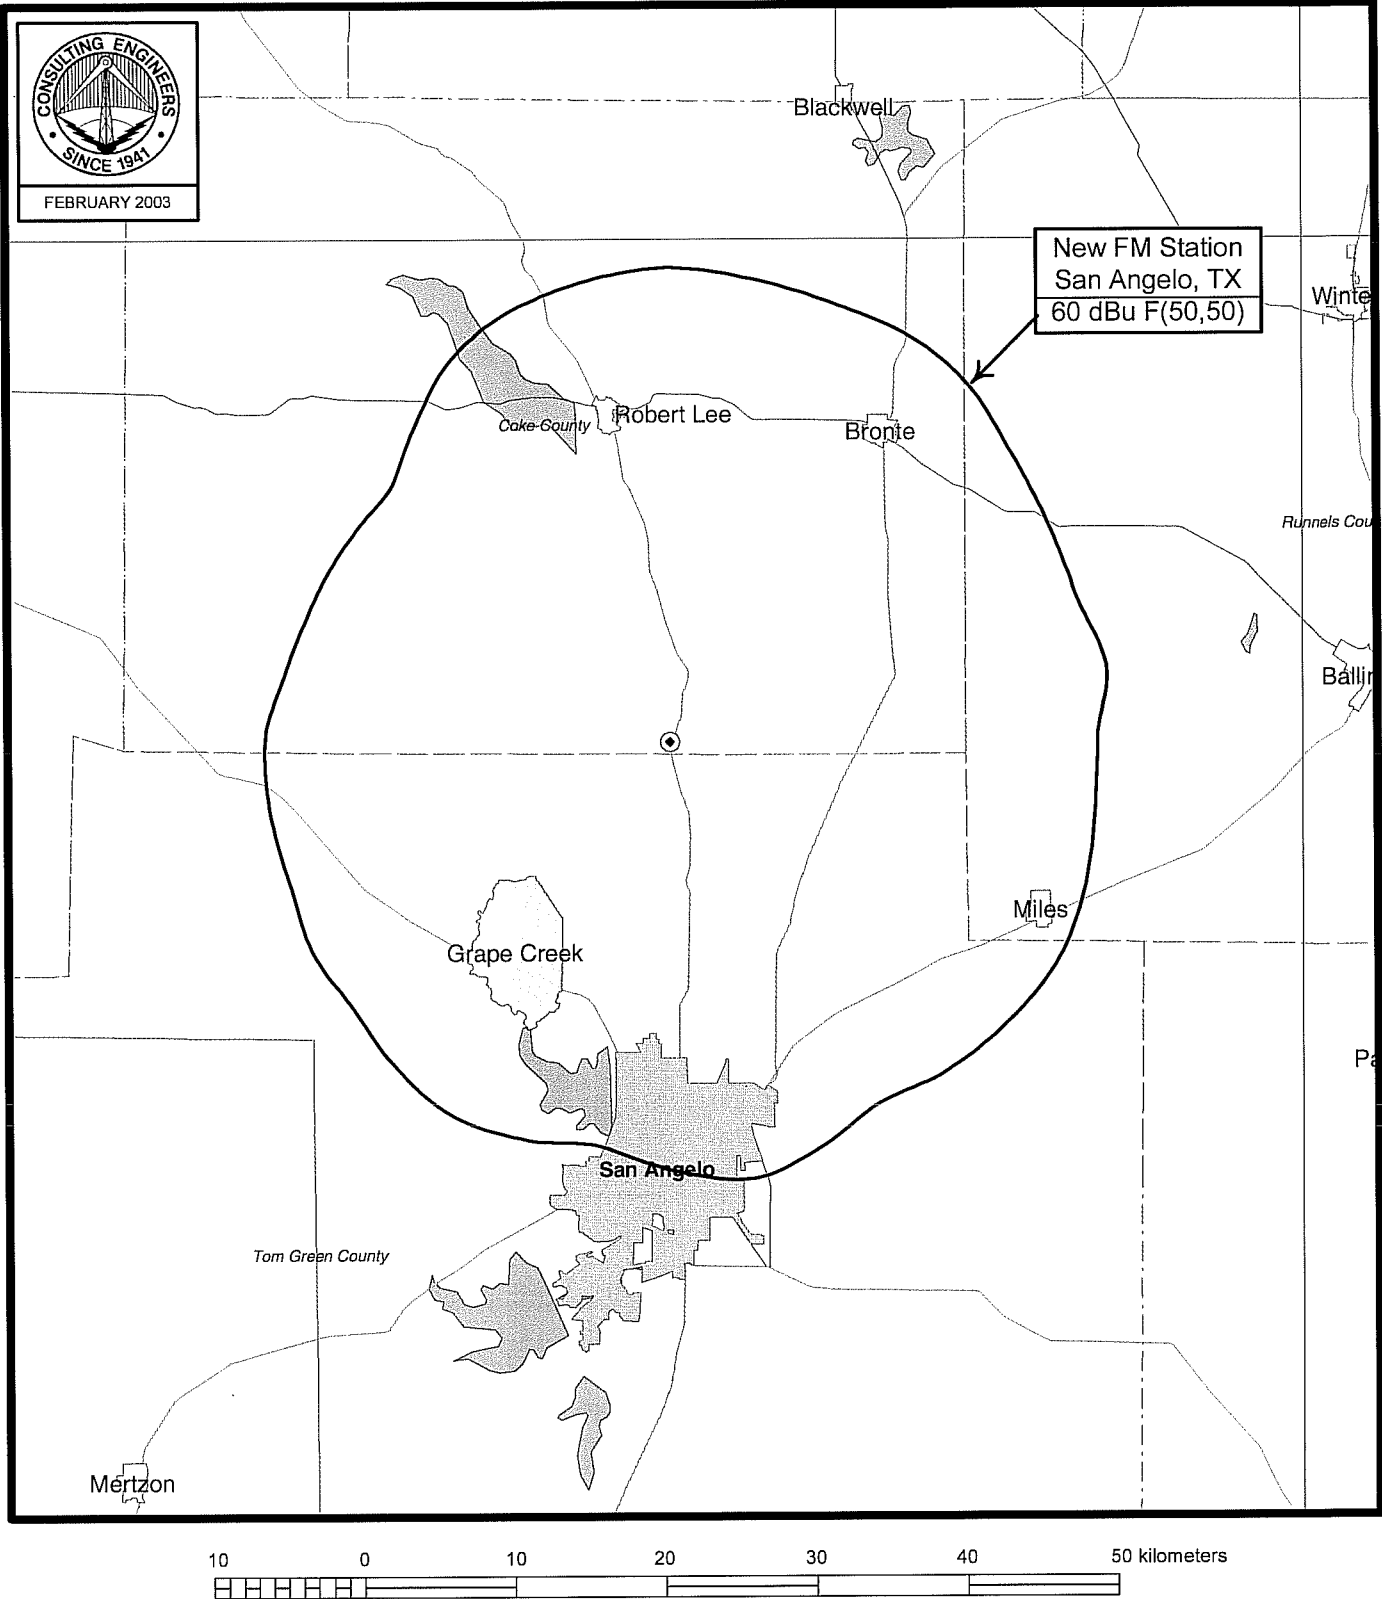 CONSULTING ENGINEERS
SINCE 1941
FEBRUARY 2003
Blackwell
New FM Station
San Angelo, TX
60 dBu F(50,50)
Winte
Robert Lee
Coke County
Bronte
Runnels Cou
Ballin
Miles
Grape Creek
Pa
San Angelo
Tom Green County
Mertzon
10 0 10 20 30 40 50 kilometers